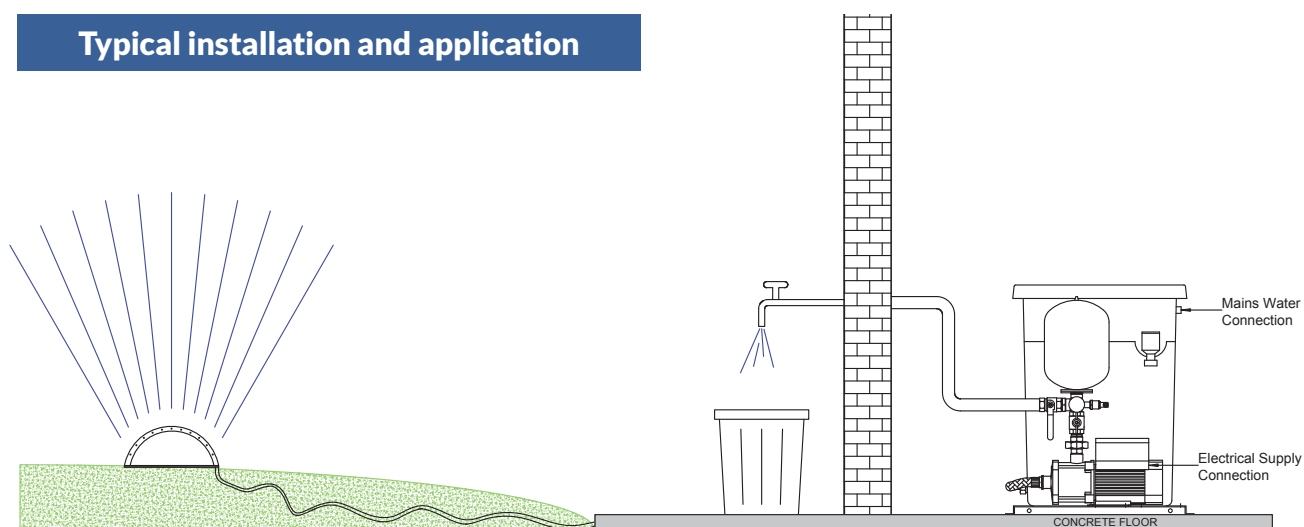 Typical installation and application
Mains Water
Connection
Electrical Supply
Connection
CONCRETE FLOOR